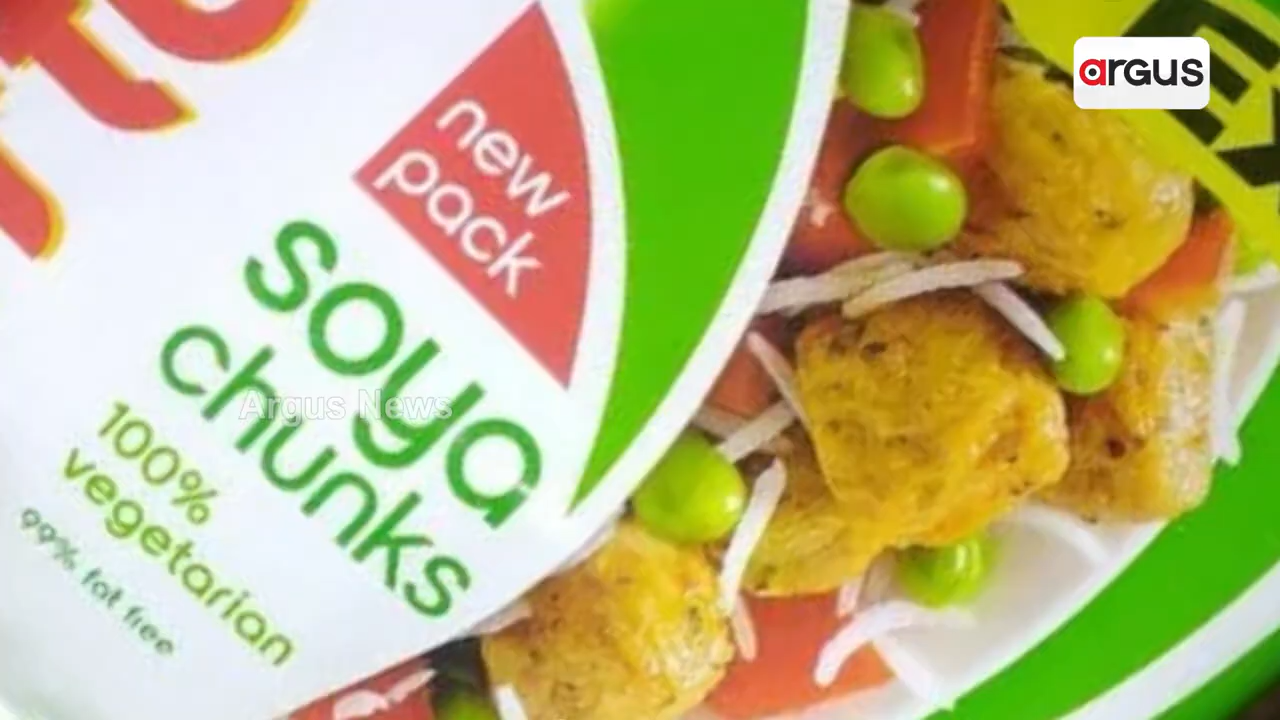 argus
new
pack
soya
chunks
100%
vegetarian
99% fat free
Argus News